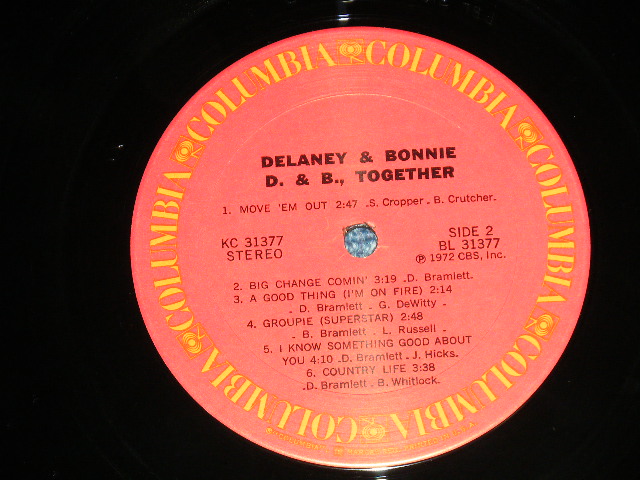 COLUMBIA COLUMBIA COLUMBIA COLUMBIA COLUMBIA COLUMBIA
DELANEY & BONNIE
D. & B., TOGETHER
1. MOVE 'EM OUT 2:47 .S. Cropper . B. Crutcher.
KC 31377
STEREO
SIDE 2
BL 31377
℗ 1972 CBS, Inc.
2. BIG CHANGE COMIN' 3:19 .D. Bramlett.
3. A GOOD THING (I'M ON FIRE) 2:14
. D. Bramlett . G. DeWitty .
4. GROUPIE (SUPERSTAR) 2:48
. B. Bramlett . L. Russell .
5. I KNOW SOMETHING GOOD ABOUT
YOU 4:10 .D. Bramlett . J. Hicks.
6. COUNTRY LIFE 3:38
.D. Bramlett . B. Whitlock.